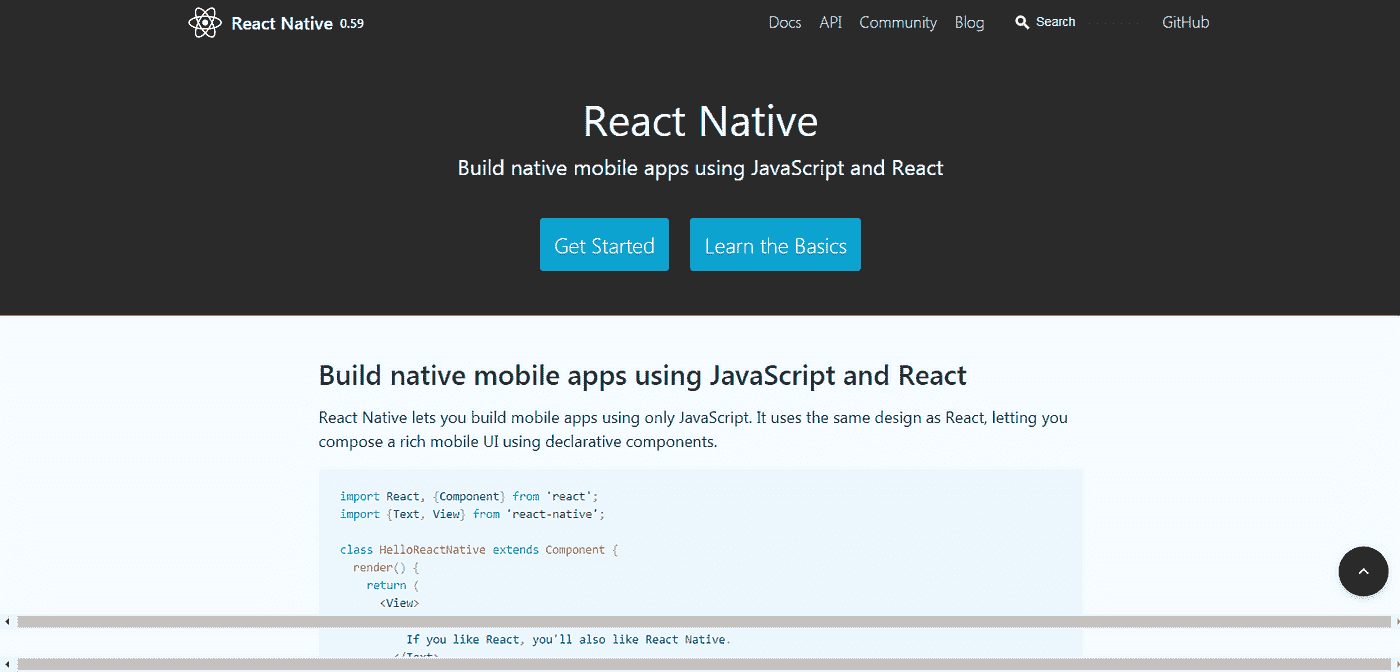 React Native 0.59
Docs API Community Blog Search GitHub
React Native
Build native mobile apps using JavaScript and React
Get Started Learn the Basics
Build native mobile apps using JavaScript and React
React Native lets you build mobile apps using only JavaScript. It uses the same design as React, letting you
compose a rich mobile UI using declarative components.
import React, {Component} from 'react';
import {Text, View} from 'react-native';
class HelloReactNative extends Component {
render() {
return (
<View>
If you like React, you'll also like React Native.
</Text>